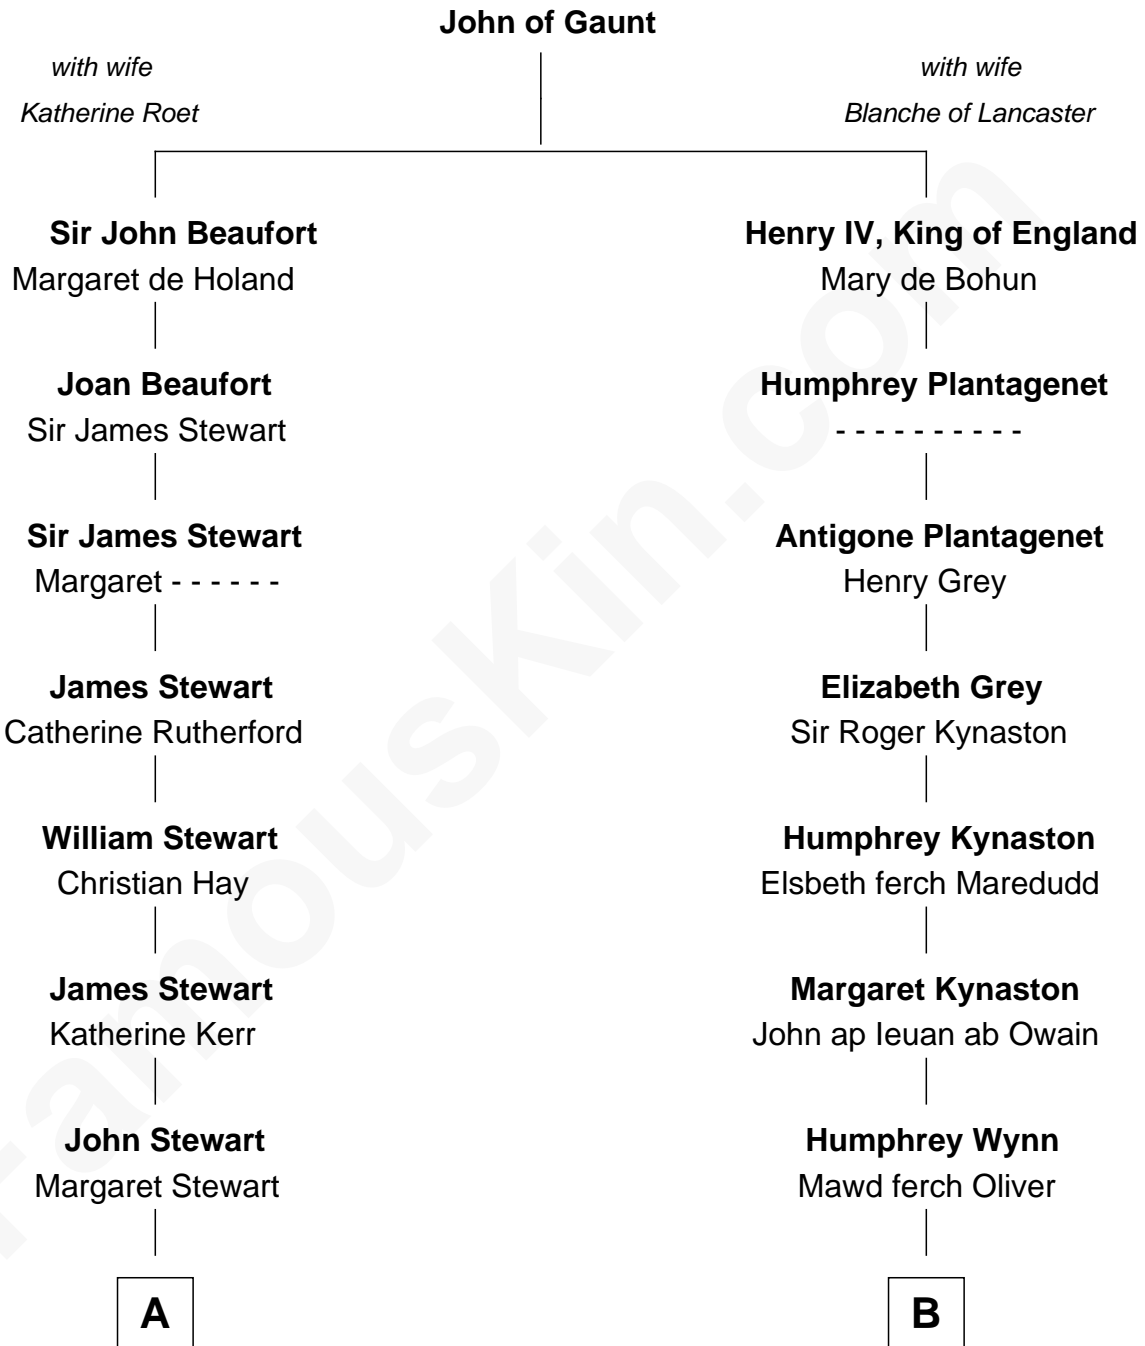 John of Gaunt
with wife
Katherine Roet
with wife
Blanche of Lancaster
Sir John Beaufort
Margaret de Holand
Henry IV, King of England
Mary de Bohun
Joan Beaufort
Sir James Stewart
Humphrey Plantagenet
- - - - - - - - - -
Sir James Stewart
Margaret - - - - - -
Antigone Plantagenet
Henry Grey
James Stewart
Catherine Rutherford
Elizabeth Grey
Sir Roger Kynaston
William Stewart
Christian Hay
Humphrey Kynaston
Elsbeth ferch Maredudd
James Stewart
Katherine Kerr
Margaret Kynaston
John ap Ieuan ab Owain
John Stewart
Margaret Stewart
Humphrey Wynn
Mawd ferch Oliver
A
B
FamousKin.com